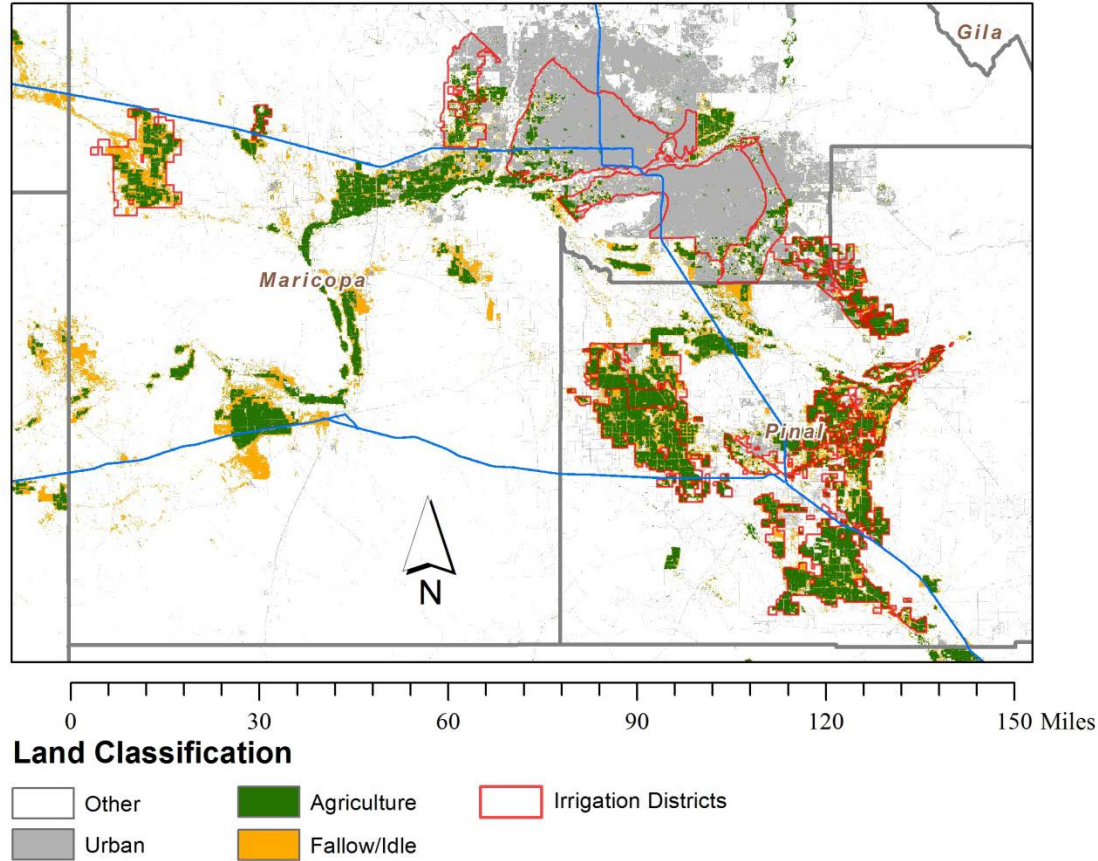 Gila
Maricopa
Pinal
N
0 30 60 90 120 150 Miles
Land Classification
Other Agriculture Irrigation Districts
Urban Fallow/Idle